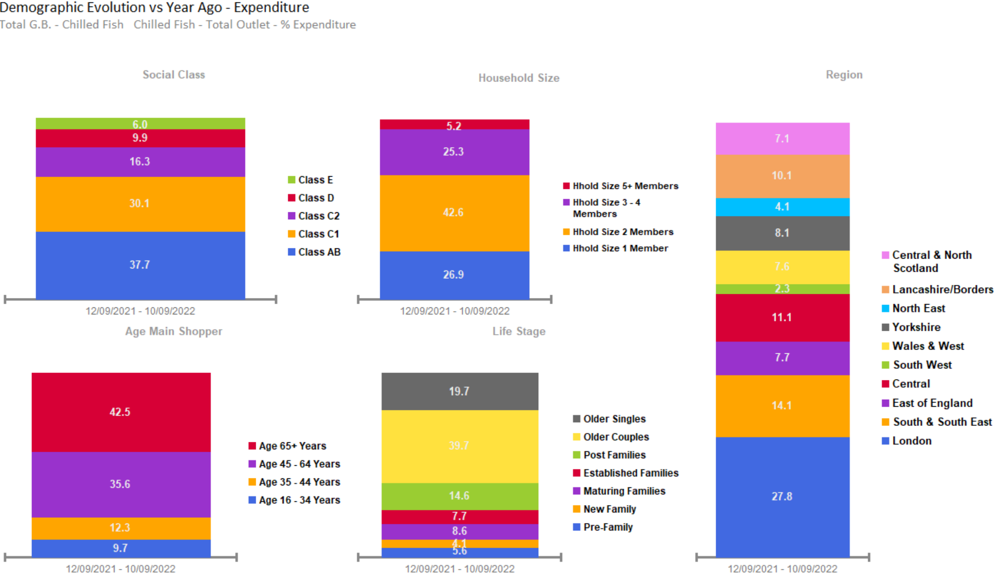 Demographic Evolution vs Year Ago - Expenditure
Total G.B. - Chilled Fish   Chilled Fish - Total Outlet - % Expenditure
Social Class
6.0
9.9
16.3
30.1
37.7
Class E
Class D
Class C2
Class C1
Class AB
12/09/2021 - 10/09/2022
Household Size
5.2
25.3
42.6
26.9
Hhold Size 5+ Members
Hhold Size 3 - 4
Members
Hhold Size 2 Members
Hhold Size 1 Member
12/09/2021 - 10/09/2022
Region
7.1
10.1
4.1
8.1
7.6
2.3
11.1
7.7
14.1
27.8
Central & North
Scotland
Lancashire/Borders
North East
Yorkshire
Wales & West
South West
Central
East of England
South & South East
London
12/09/2021 - 10/09/2022
Age Main Shopper
42.5
35.6
12.3
9.7
Age 65+ Years
Age 45 - 64 Years
Age 35 - 44 Years
Age 16 - 34 Years
12/09/2021 - 10/09/2022
Life Stage
19.7
39.7
14.6
7.7
8.6
4.1
5.6
Older Singles
Older Couples
Post Families
Established Families
Maturing Families
New Family
Pre-Family
12/09/2021 - 10/09/2022